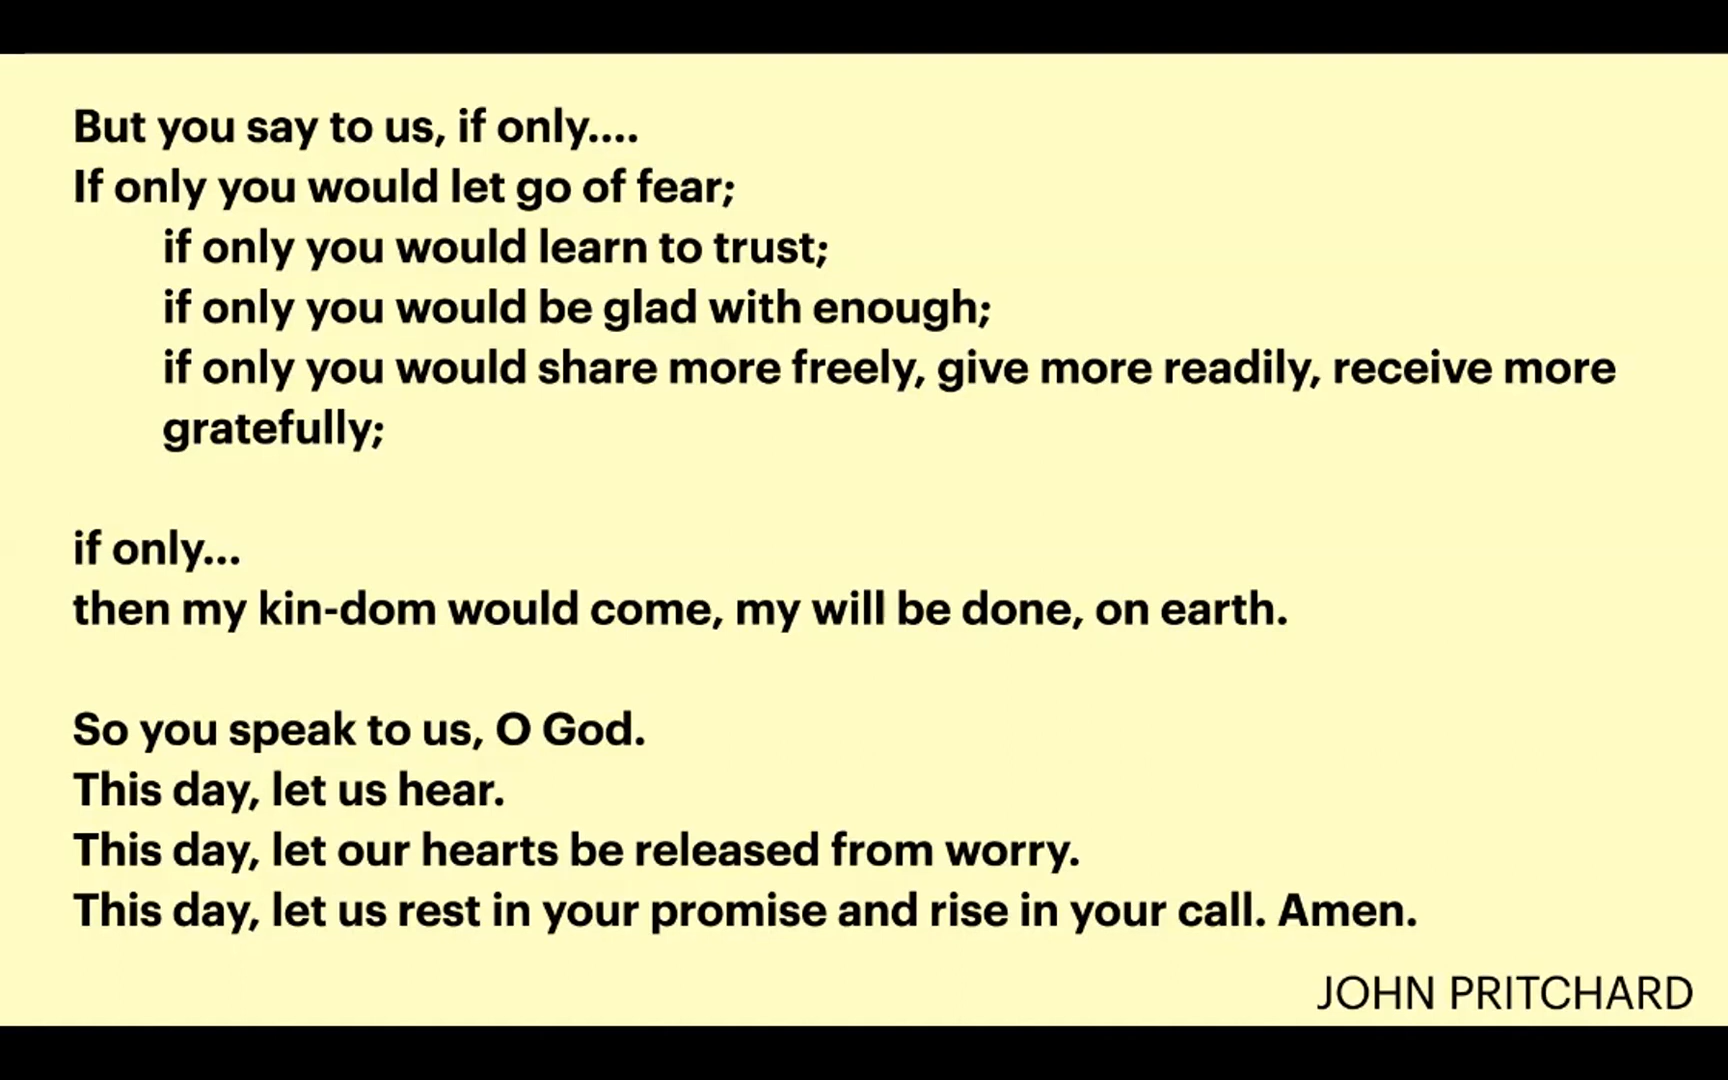 But you say to us, if only....
If only you would let go of fear;
if only you would learn to trust;
if only you would be glad with enough;
if only you would share more freely, give more readily, receive more
gratefully;
if only...
then my kin-dom would come, my will be done, on earth.
So you speak to us, O God.
This day, let us hear.
This day, let our hearts be released from worry.
This day, let us rest in your promise and rise in your call. Amen.
JOHN PRITCHARD